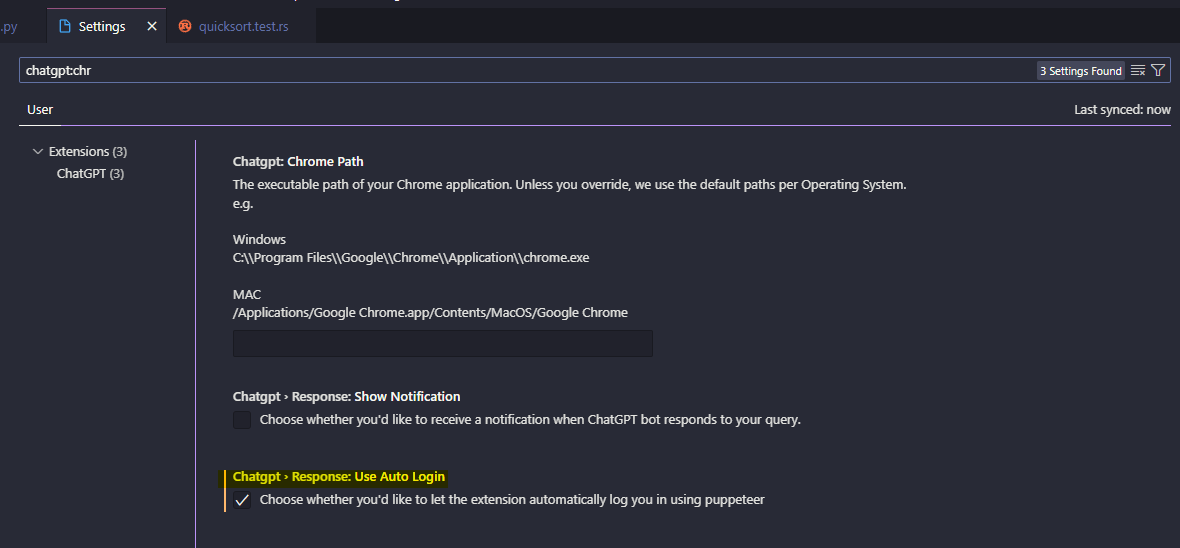 .py
Settings
quicksort.test.rs
chatgpt:chr
3 Settings Found
User
Last synced: now
Extensions (3)
ChatGPT (3)
Chatgpt: Chrome Path
The executable path of your Chrome application. Unless you override, we use the default paths per Operating System.
e.g.
Windows
C:\\Program Files\\Google\\Chrome\\Application\\chrome.exe
MAC
/Applications/Google Chrome.app/Contents/MacOS/Google Chrome
Chatgpt › Response: Show Notification
Choose whether you'd like to receive a notification when ChatGPT bot responds to your query.
Chatgpt › Response: Use Auto Login
Choose whether you'd like to let the extension automatically log you in using puppeteer